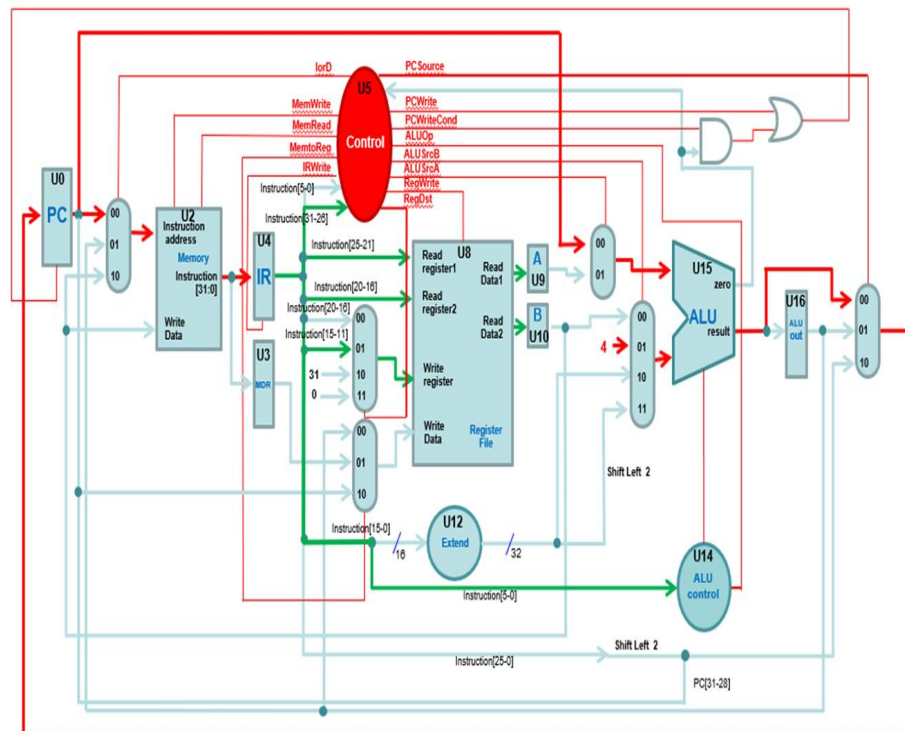 IorD
PCSource
U5
MemWrite
PCWrite
MemRead
PCWriteCond
Control
ALUOp
MemtoReg
ALUSrcB
IRWrite
ALUSrcA
Instruction[5-0]
RegWrite
RegDst
U0
PC
Instruction[31-26]
00
01
10
U2
Instruction address
Memory
Instruction [31:0]
Write Data
U4
IR
U3
MDR
Instruction[25-21]
Instruction[20-16]
Instruction[20-16]
Instruction[15-11]
31
0
00
01
10
11
00
01
10
U8
Read register1
Read Data1
Read register2
Read Data2
Write register
Write Data
Register File
A
U9
B
U10
00
01
4
00
01
10
11
U15
zero
ALU
result
U16
ALU out
00
01
10
Shift Left 2
Instruction[15-0]
16
U12
Extend
32
U14
ALU control
Instruction[5-0]
Shift Left 2
Instruction[25-0]
PC[31-28]